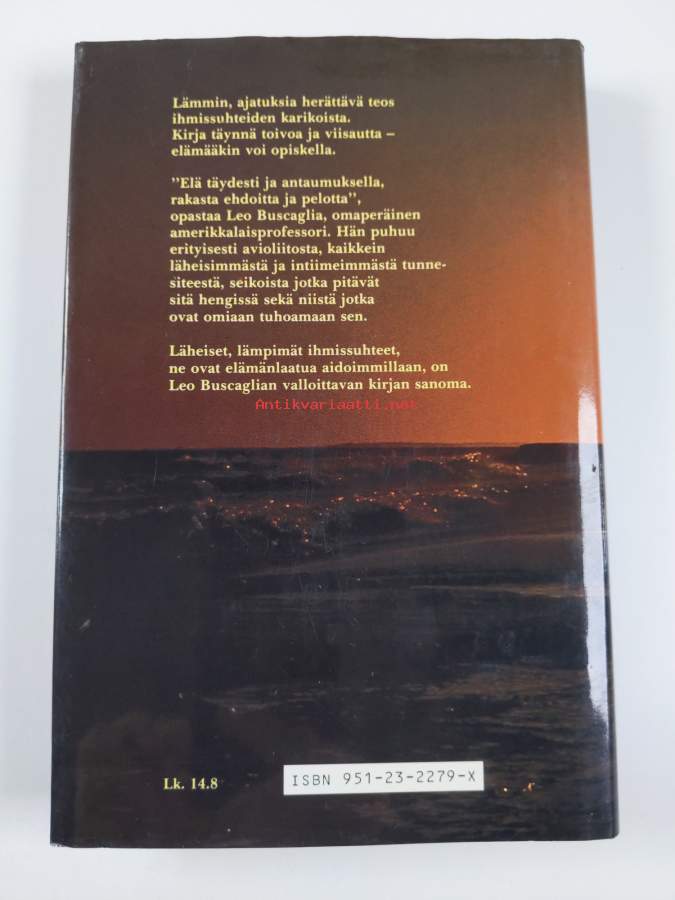 Lämmin, ajatuksia herättävä teos
ihmissuhteiden karikoista.
Kirja täynnä toivoa ja viisautta –
elämääkin voi opiskella.
”Elä täydesti ja antaumuksella,
rakasta ehdoitta ja pelotta”,
opastaa Leo Buscaglia, omaperäinen
amerikkalaisprofessori. Hän puhuu
erityisesti avioliitosta, kaikkein
läheisimmästä ja intiimeimmästä tunne-
siteestä, seikoista jotka pitävät
sitä hengissä sekä niistä jotka
ovat omiaan tuhoamaan sen.
Läheiset, lämpimät ihmissuhteet,
ne ovat elämänlaatua aidoimmillaan, on
Leo Buscaglian valloittavan kirjan sanoma.
Antikvariaatti.net
Lk. 14.8
ISBN 951-23-2279-X